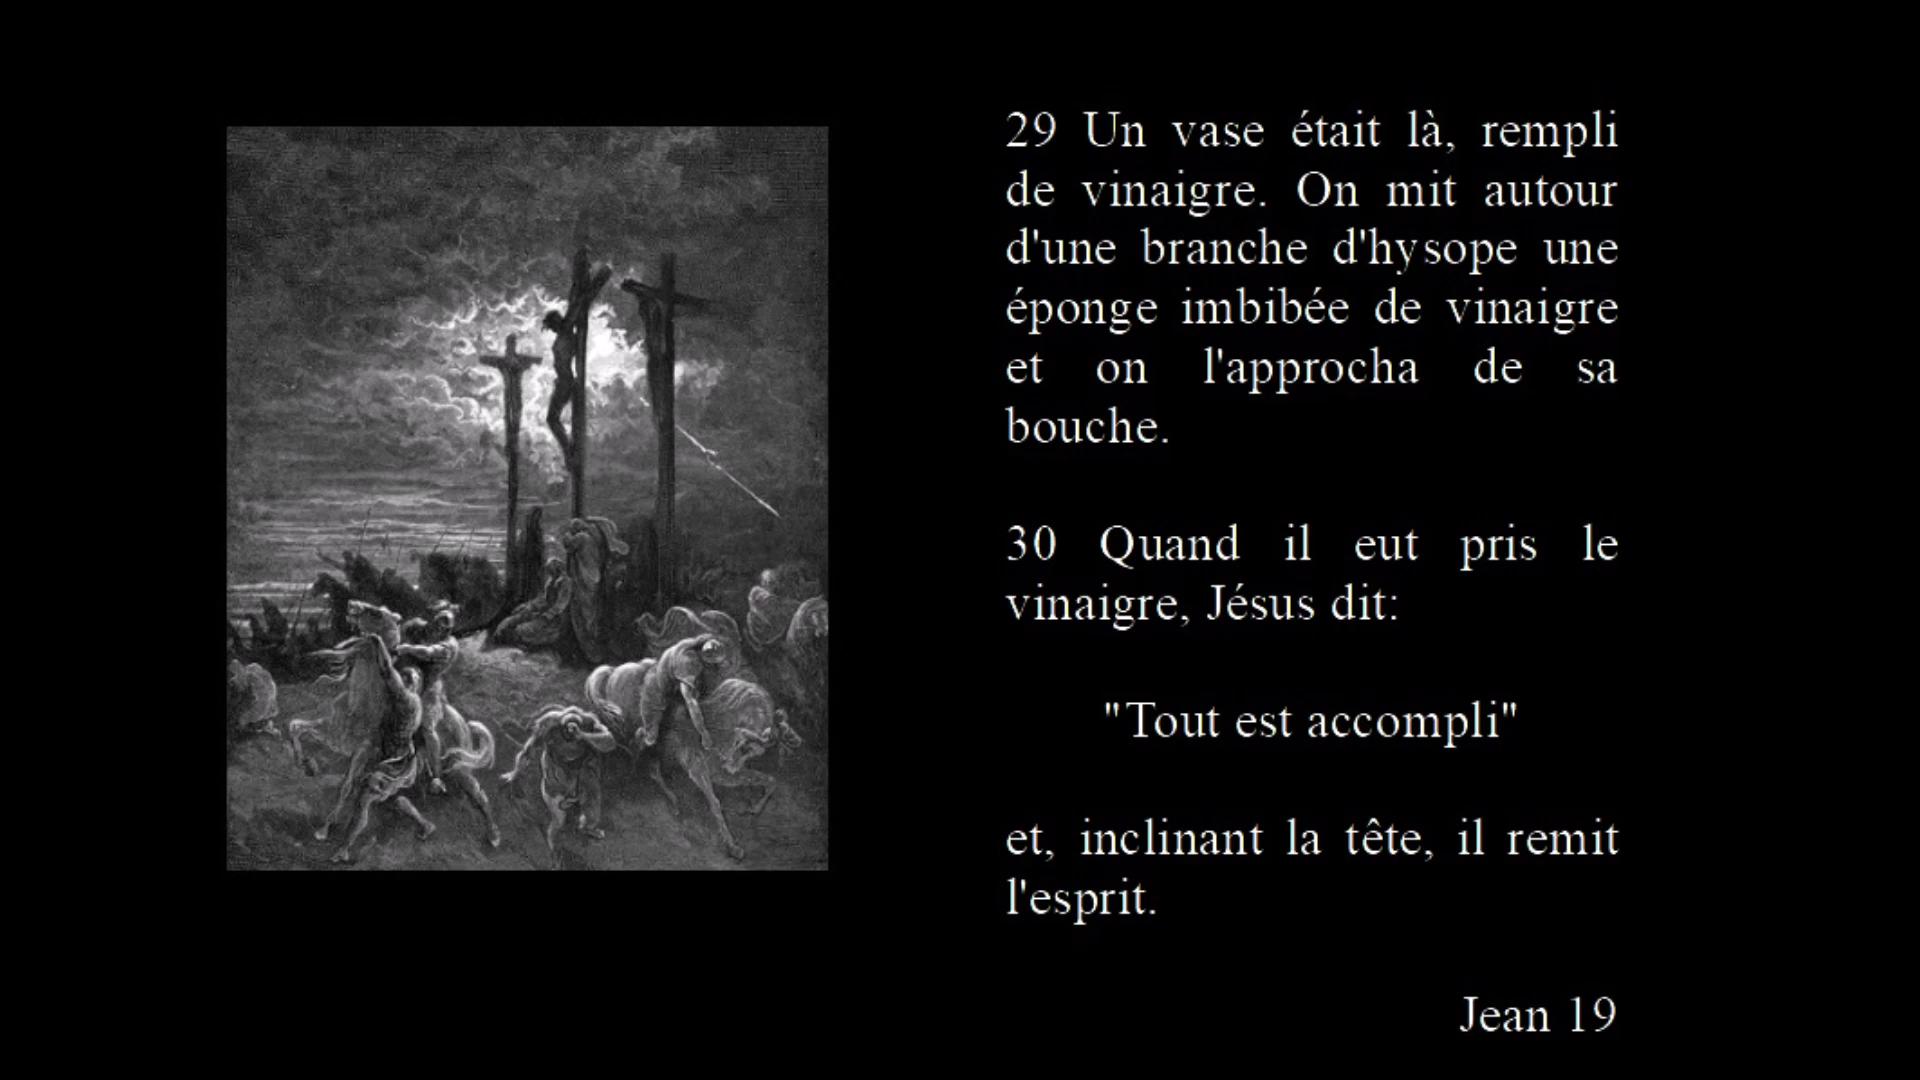 29 Un vase était là, rempli
de vinaigre. On mit autour
d'une branche d'hysope une
éponge imbibée de vinaigre
et on l'approcha de sa
bouche.
30 Quand il eut pris le
vinaigre, Jésus dit:
"Tout est accompli"
et, inclinant la tête, il remit
l'esprit.
Jean 19